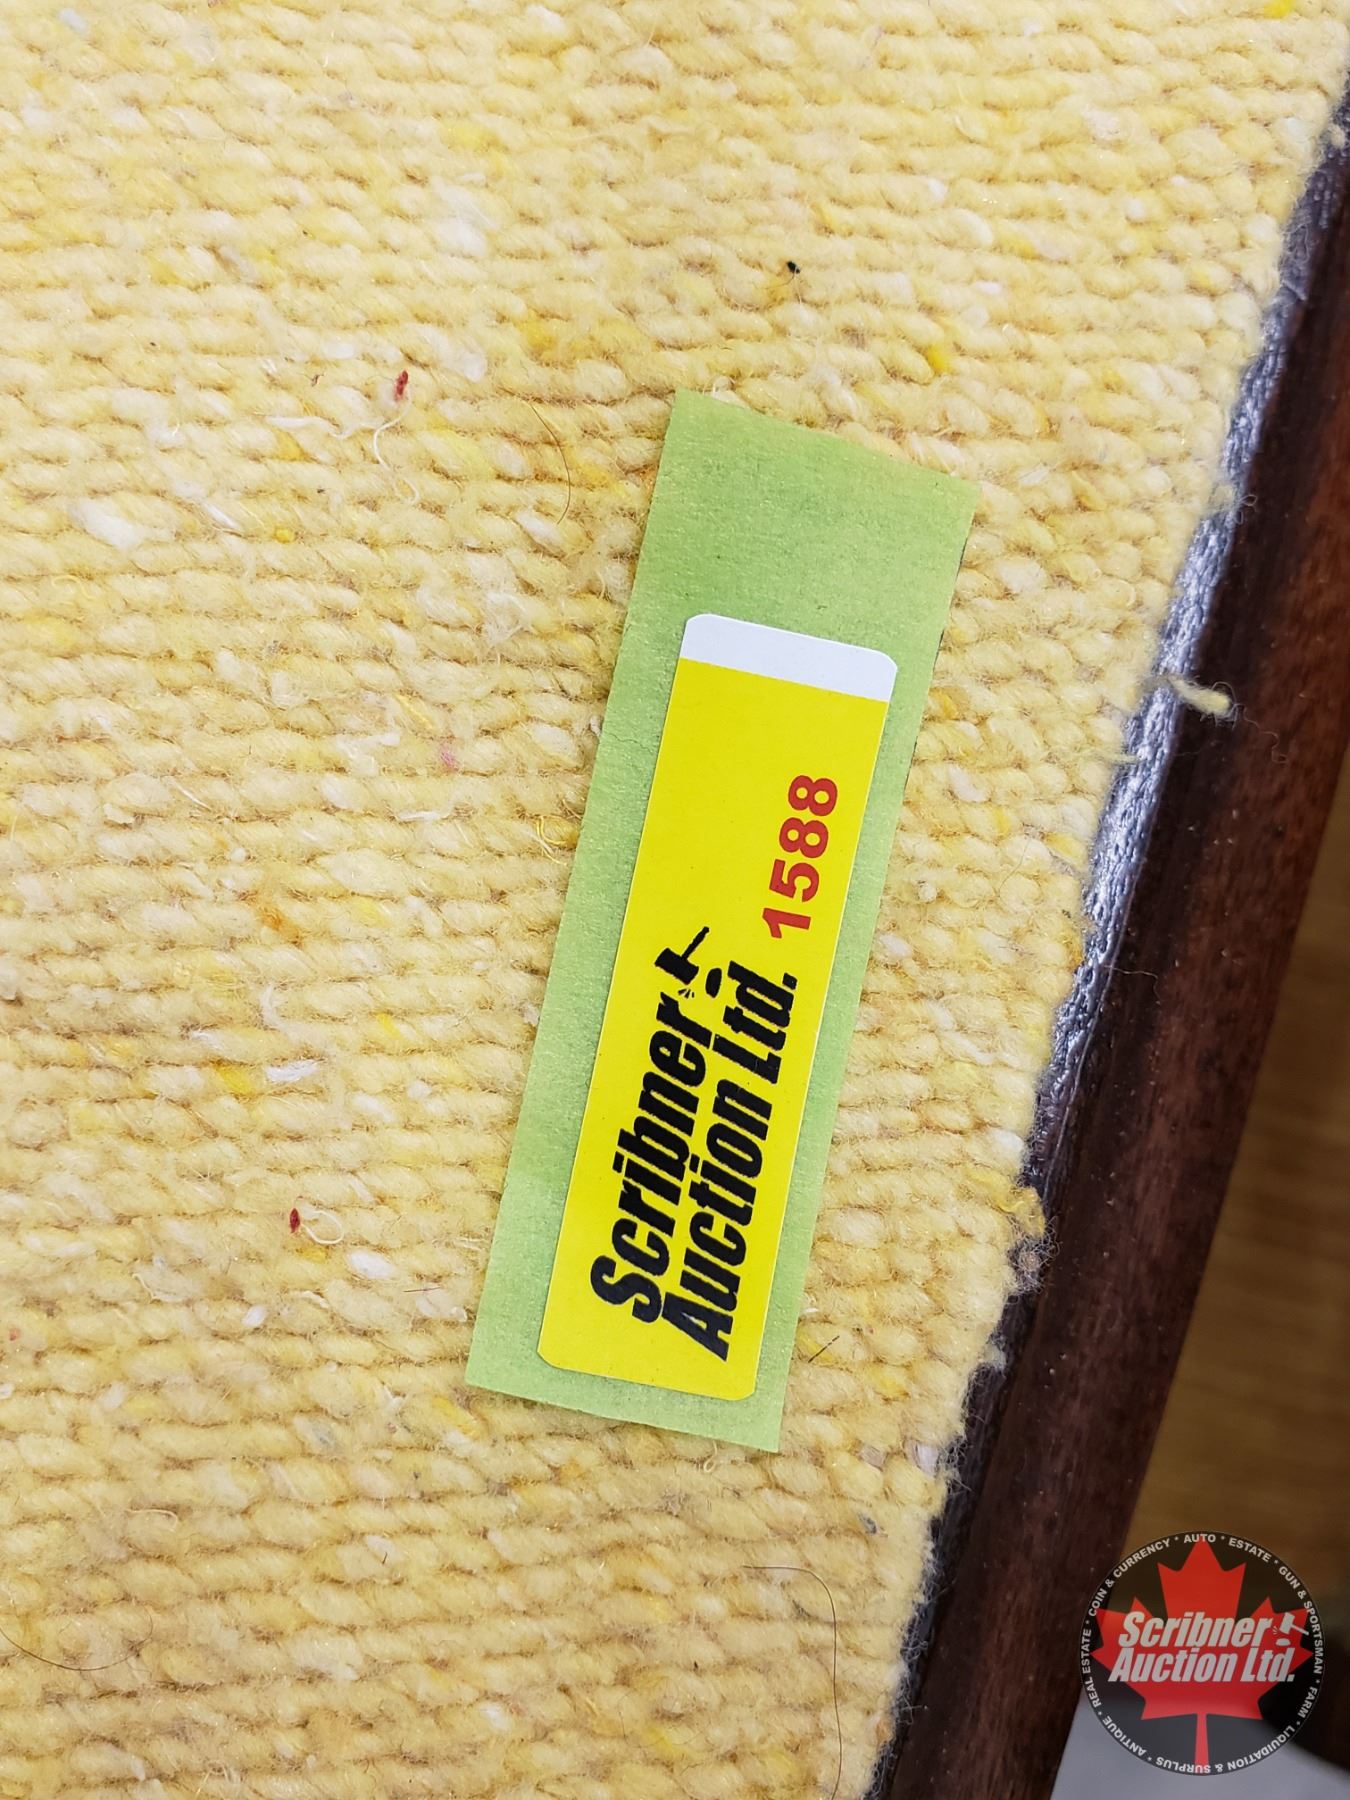 Scribner
Auction Ltd. 1588
COIN & CURRENCY * AUTO * ESTATE * GUN & SPORTSMAN * FARM * LIQUIDATION & SURPLUS * ANTIQUE * REAL ESTATE *
Scribner
Auction Ltd.